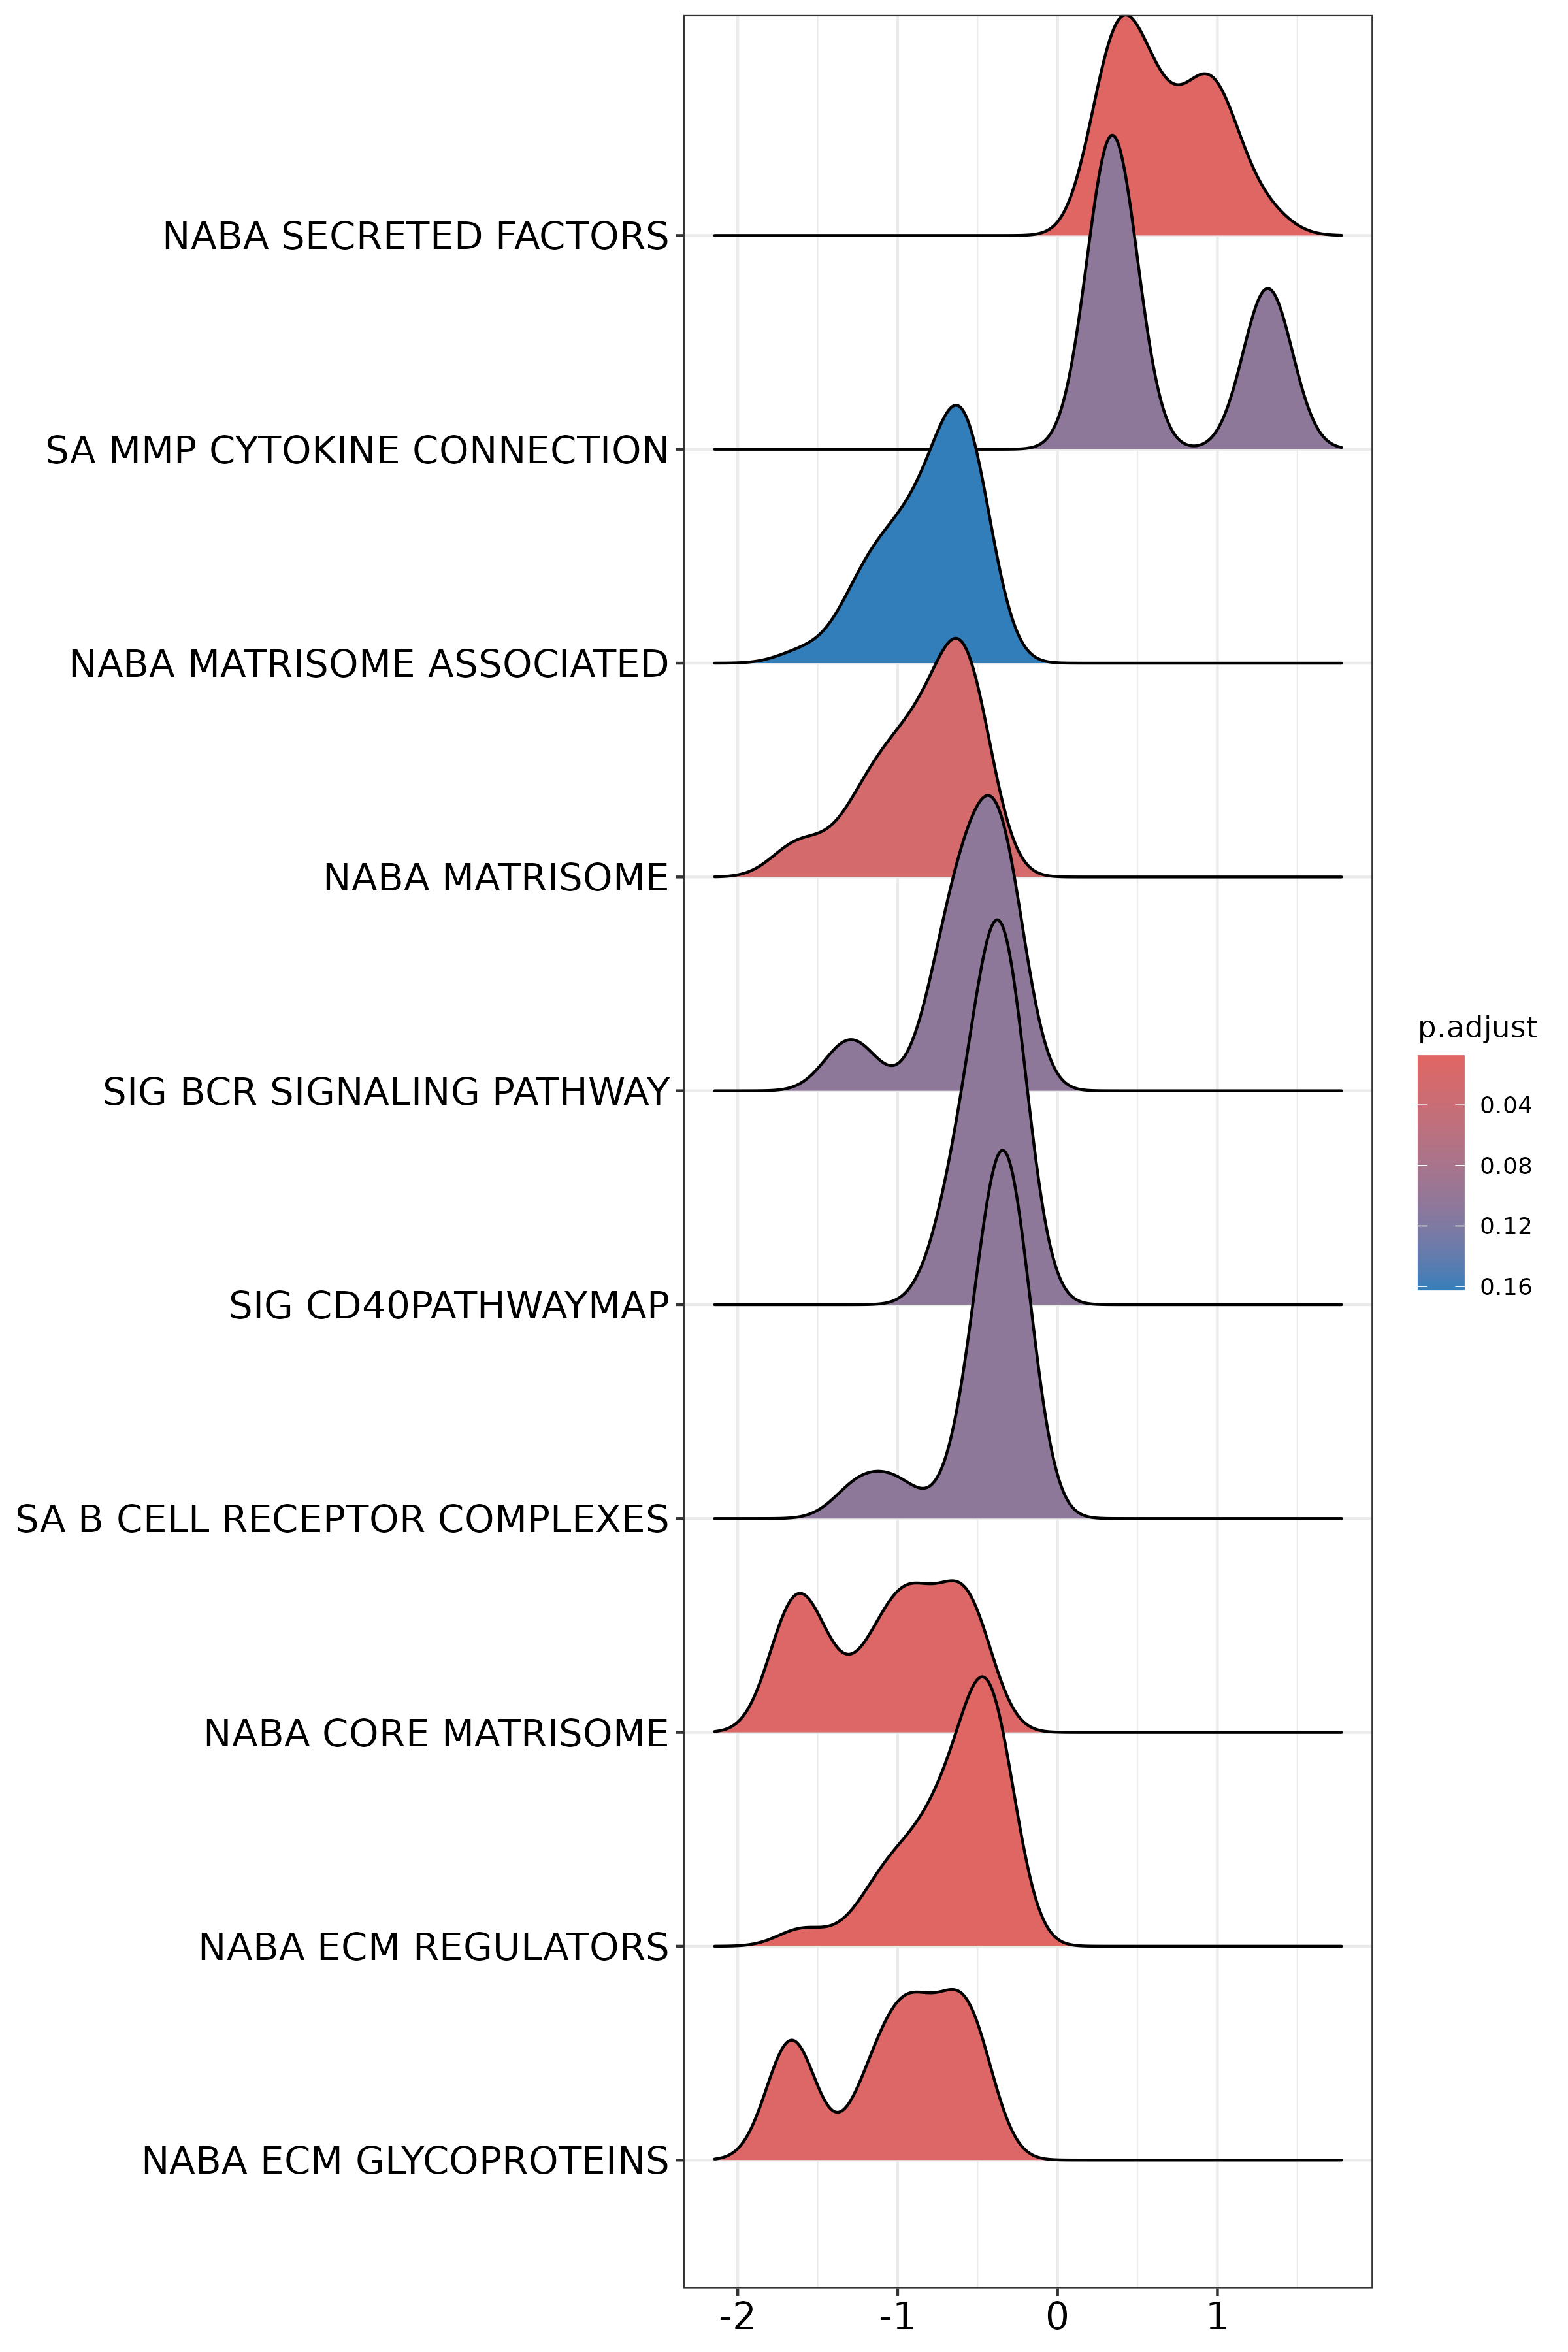 NABA SECRETED FACTORS
SA MMP CYTOKINE CONNECTION
NABA MATRISOME ASSOCIATED
NABA MATRISOME
SIG BCR SIGNALING PATHWAY
SIG CD40PATHWAYMAP
SA B CELL RECEPTOR COMPLEXES
NABA CORE MATRISOME
NABA ECM REGULATORS
NABA ECM GLYCOPROTEINS
-2 -1 0 1
p.adjust
0.04
0.08
0.12
0.16